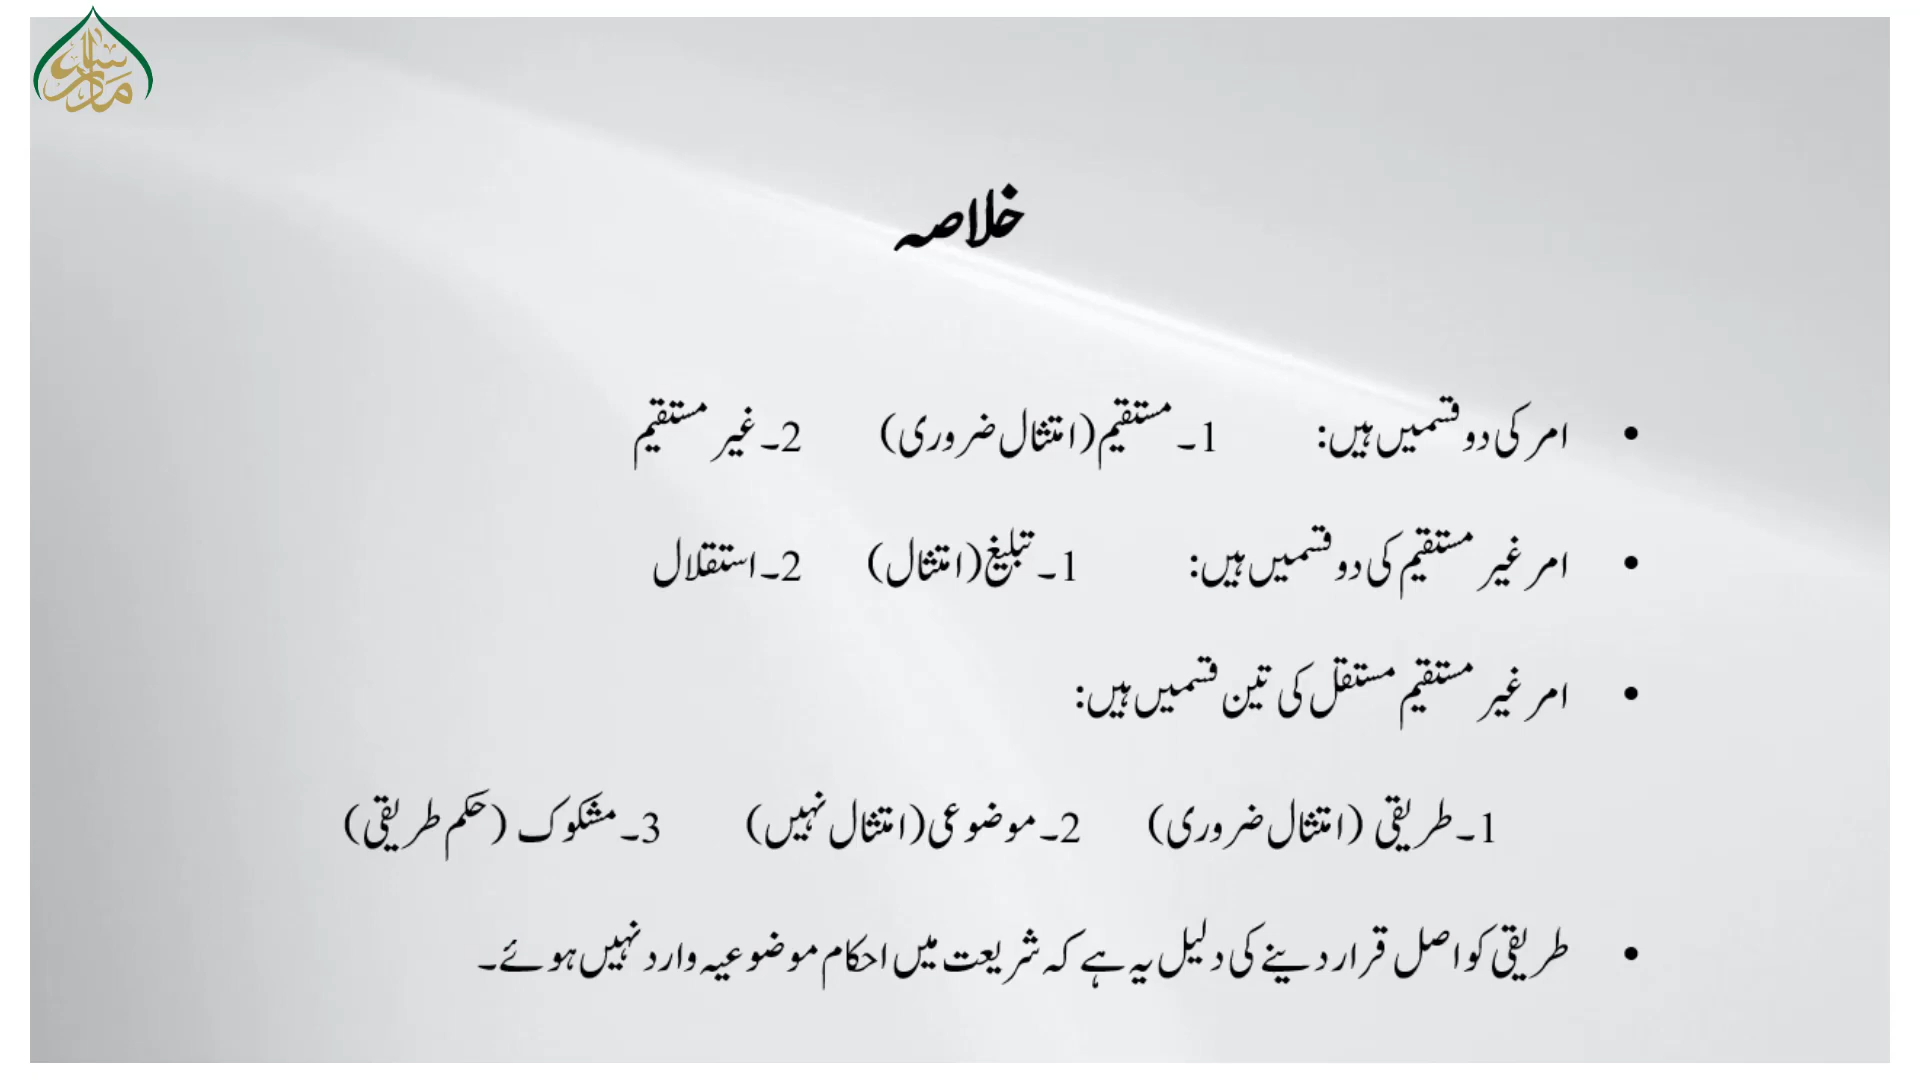 خلاصہ
امر کی دو قسمیں ہیں: 1۔ مستقیم(امتثال ضروری) 2۔ غیر مستقیم
امر غیر مستقیم کی دو قسمیں ہیں: 1۔ تبلیغ(امتثال) 2۔استقلال
امر غیر مستقیم مستقل کی تین قسمیں ہیں:
1۔ طریقی (امتثال ضروری) 2۔موضوعی(امتثال نہیں) 3۔ مشکوک (حکم طریقی)
طریقی کو اصل قرار دینے کی دلیل یہ ہے کہ شریعت میں احکام موضوعیہ وارد نہیں ہوئے۔